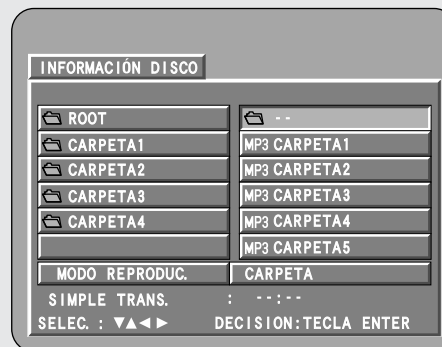 INFORMACIÓN DISCO
ROOT --
CARPETA1 MP3 CARPETA1
CARPETA2 MP3 CARPETA2
CARPETA3 MP3 CARPETA3
CARPETA4 MP3 CARPETA4
MP3 CARPETA5
MODO REPRODUC. CARPETA
SIMPLE TRANS. : --:--
SELEC. : ▼▲◀ ▶ DECISION:TECLA ENTER